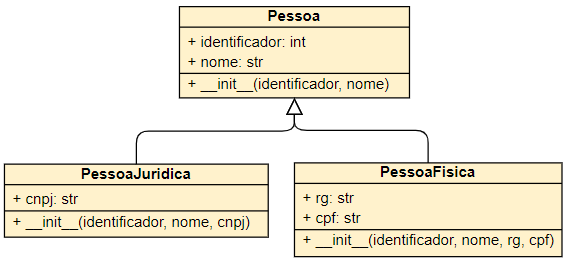 Pessoa
+ identificador: int
+ nome: str
+ __init__(identificador, nome)
PessoaJuridica
+ cnpj: str
+ __init__(identificador, nome, cnpj)
PessoaFisica
+ rg: str
+ cpf: str
+ __init__(identificador, nome, rg, cpf)